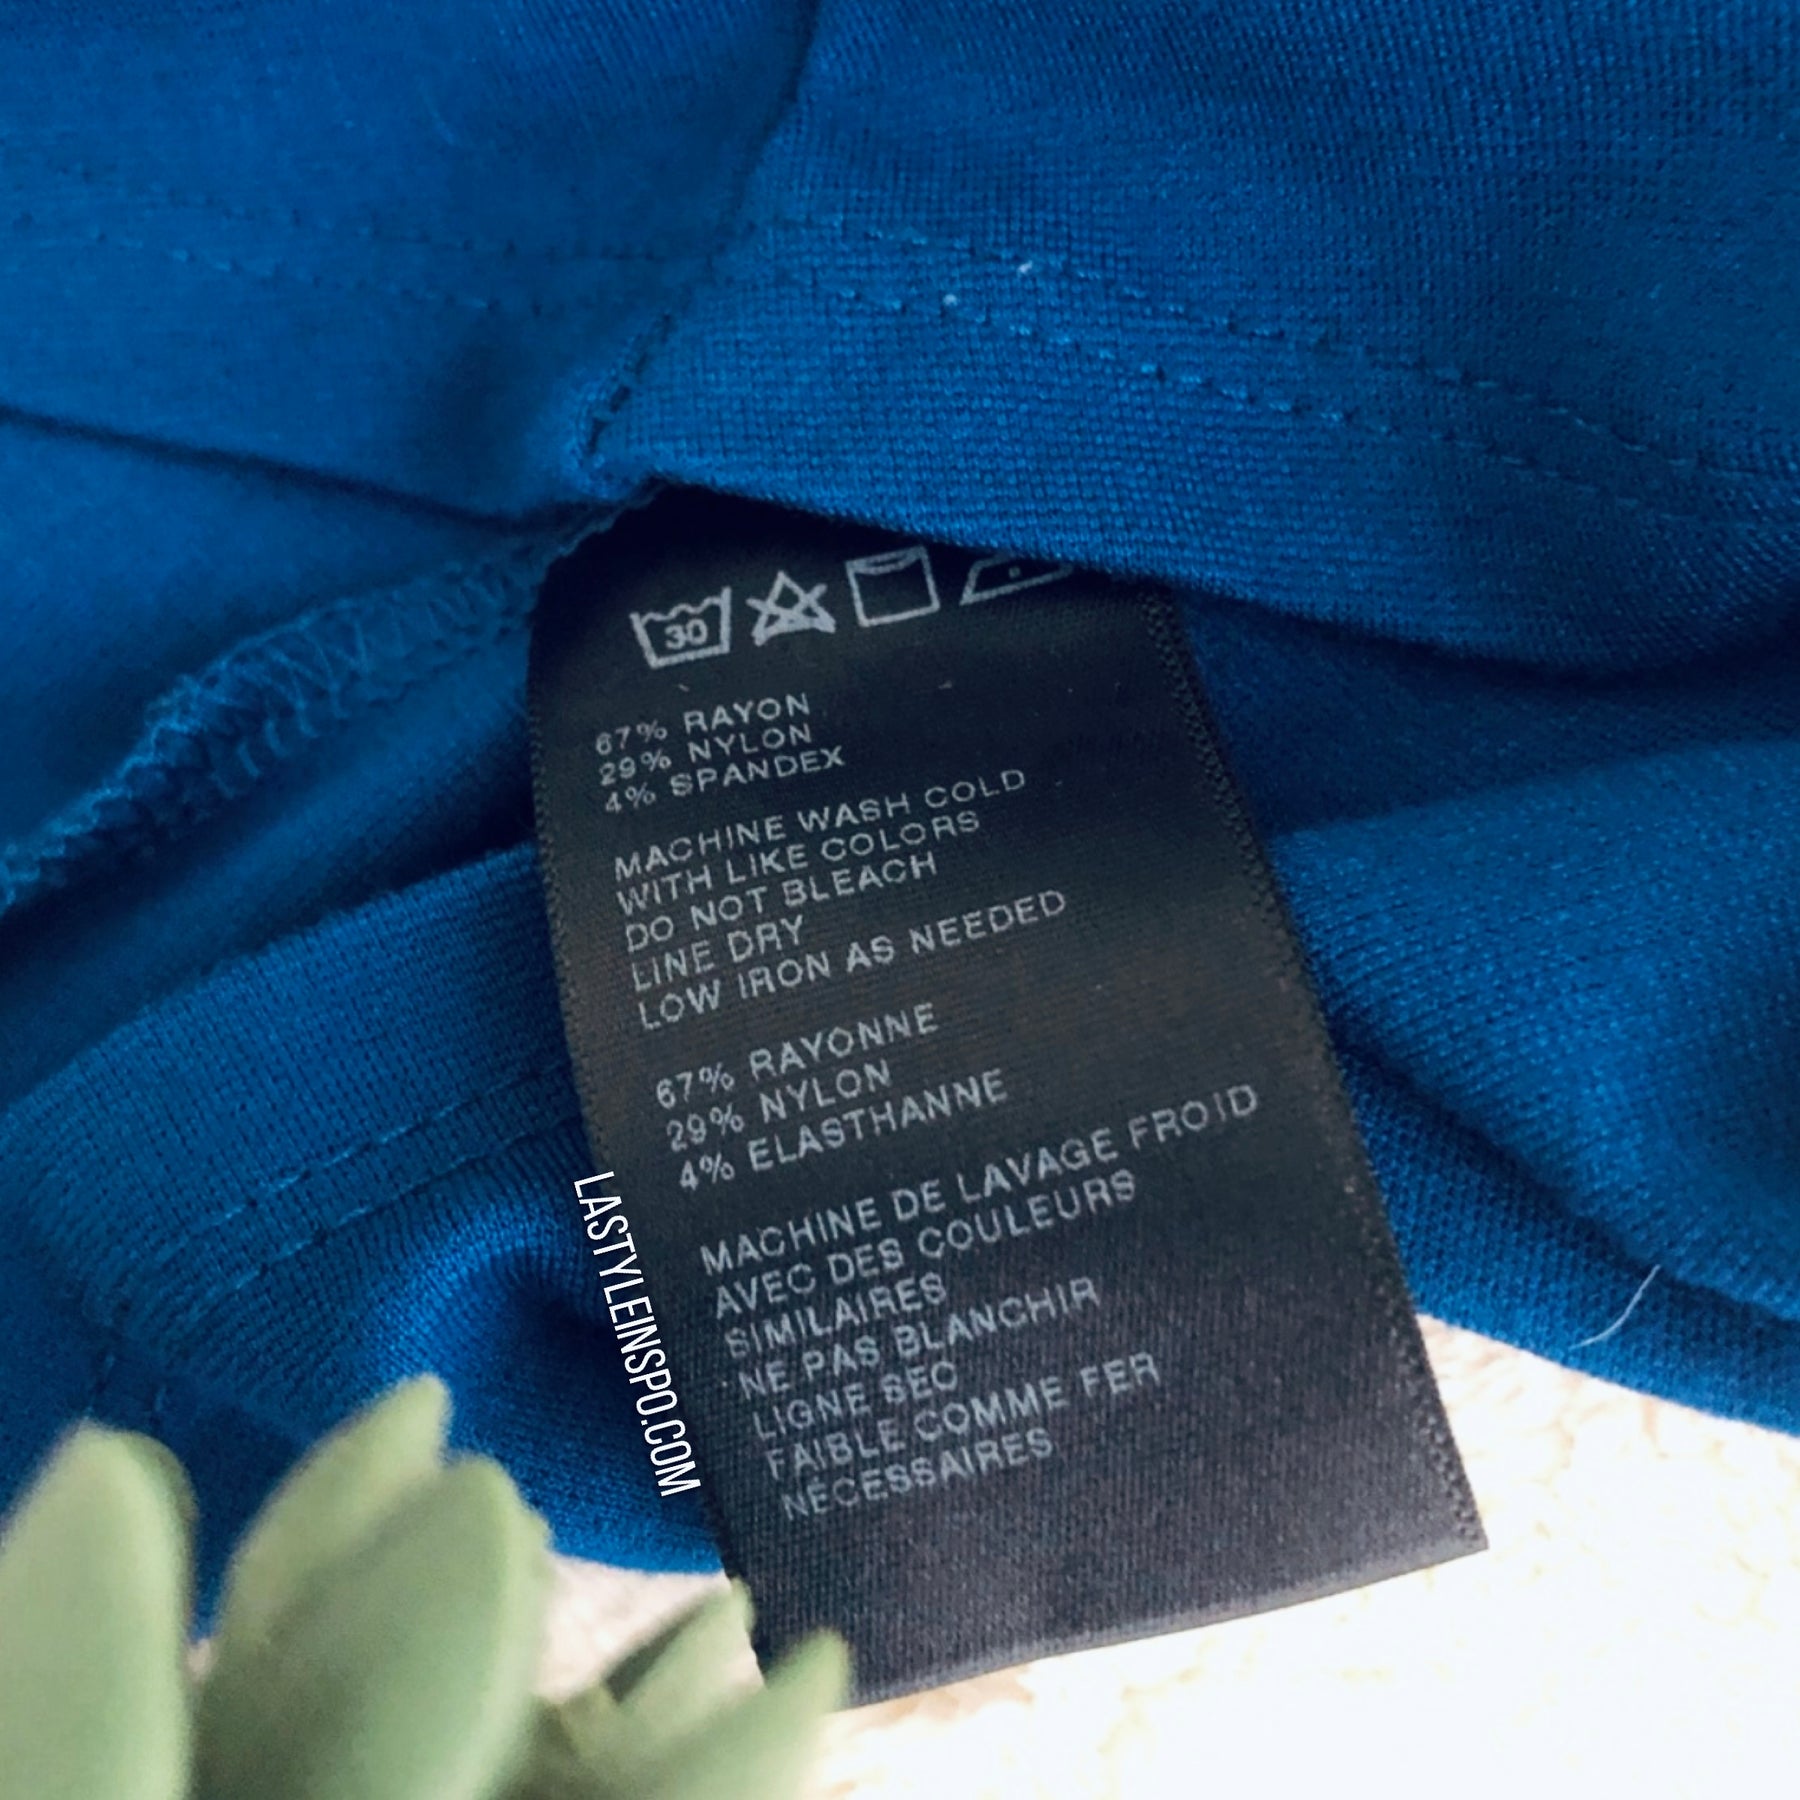 30
67% RAYON
29% NYLON
4% SPANDEX
MACHINE WASH COLD
WITH LIKE COLORS
DO NOT BLEACH
LINE DRY
LOW IRON AS NEEDED
67% RAYONNE
29% NYLON
4% ELASTHANNE
MACHINE DE LAVAGE FROID
AVEC DES COULEURS
SIMILAIRES
NE PAS BLANCHIR
LIGNE SEC
FAIBLE COMME FER
NÉCESSAIRES
LASTYLEINSPO.COM